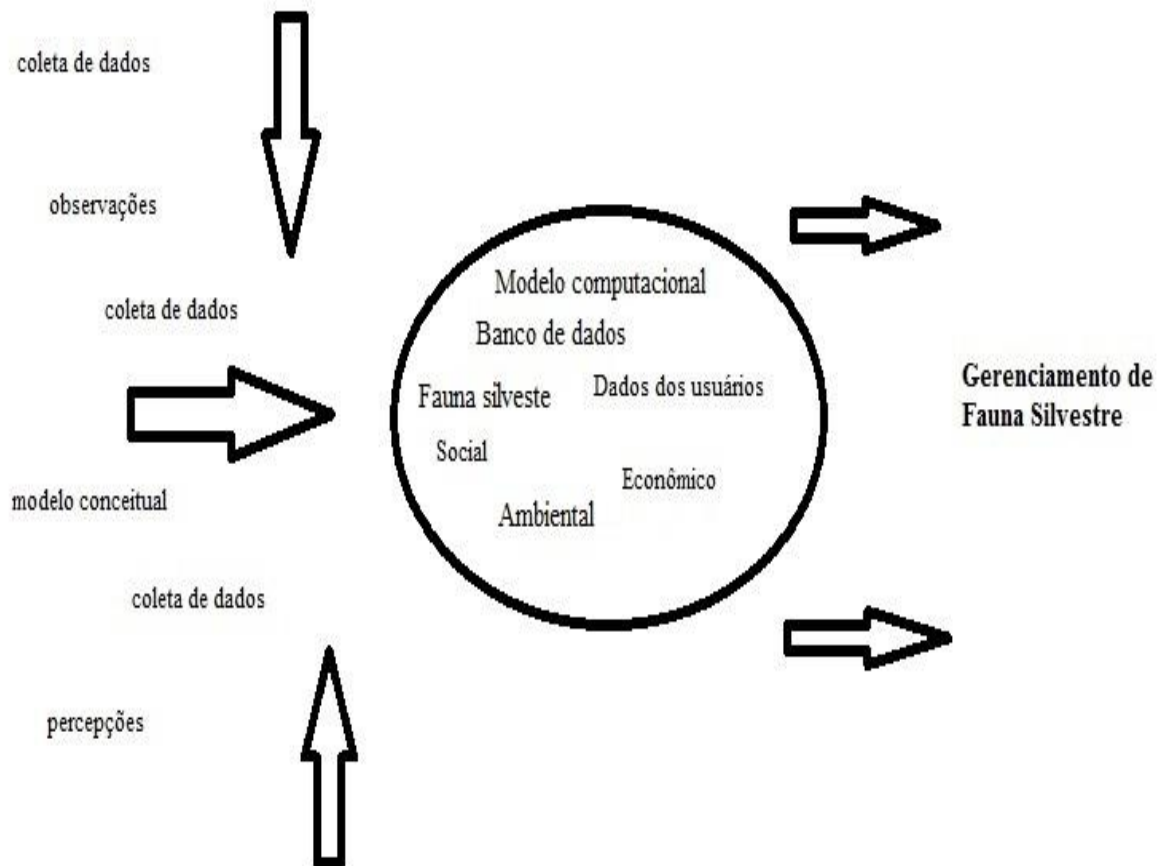 coleta de dados
observações
coleta de dados
modelo conceitual
coleta de dados
percepções
Modelo computacional
Banco de dados
Fauna silveste
Dados dos usuários
Social
Econômico
Ambiental
Gerenciamento de
Fauna Silvestre